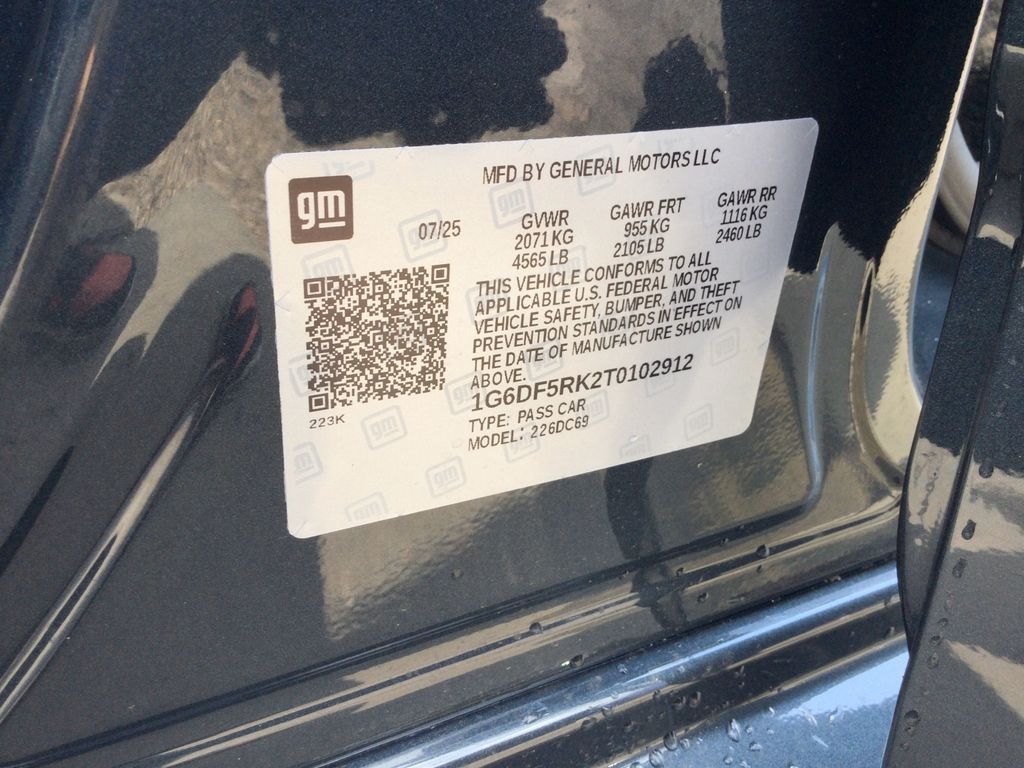 gm
MFD BY GENERAL MOTORS LLC
07/25
GVWR
2071 KG
4565 LB
GAWR FRT
955 KG
2105 LB
GAWR RR
1116 KG
2460 LB
THIS VEHICLE CONFORMS TO ALL
APPLICABLE U.S. FEDERAL MOTOR
VEHICLE SAFETY, BUMPER, AND THEFT
PREVENTION STANDARDS IN EFFECT ON
THE DATE OF MANUFACTURE SHOWN
ABOVE.
1G6DF5RK2T0102912
TYPE: PASS CAR
MODEL: 226DC69
223K